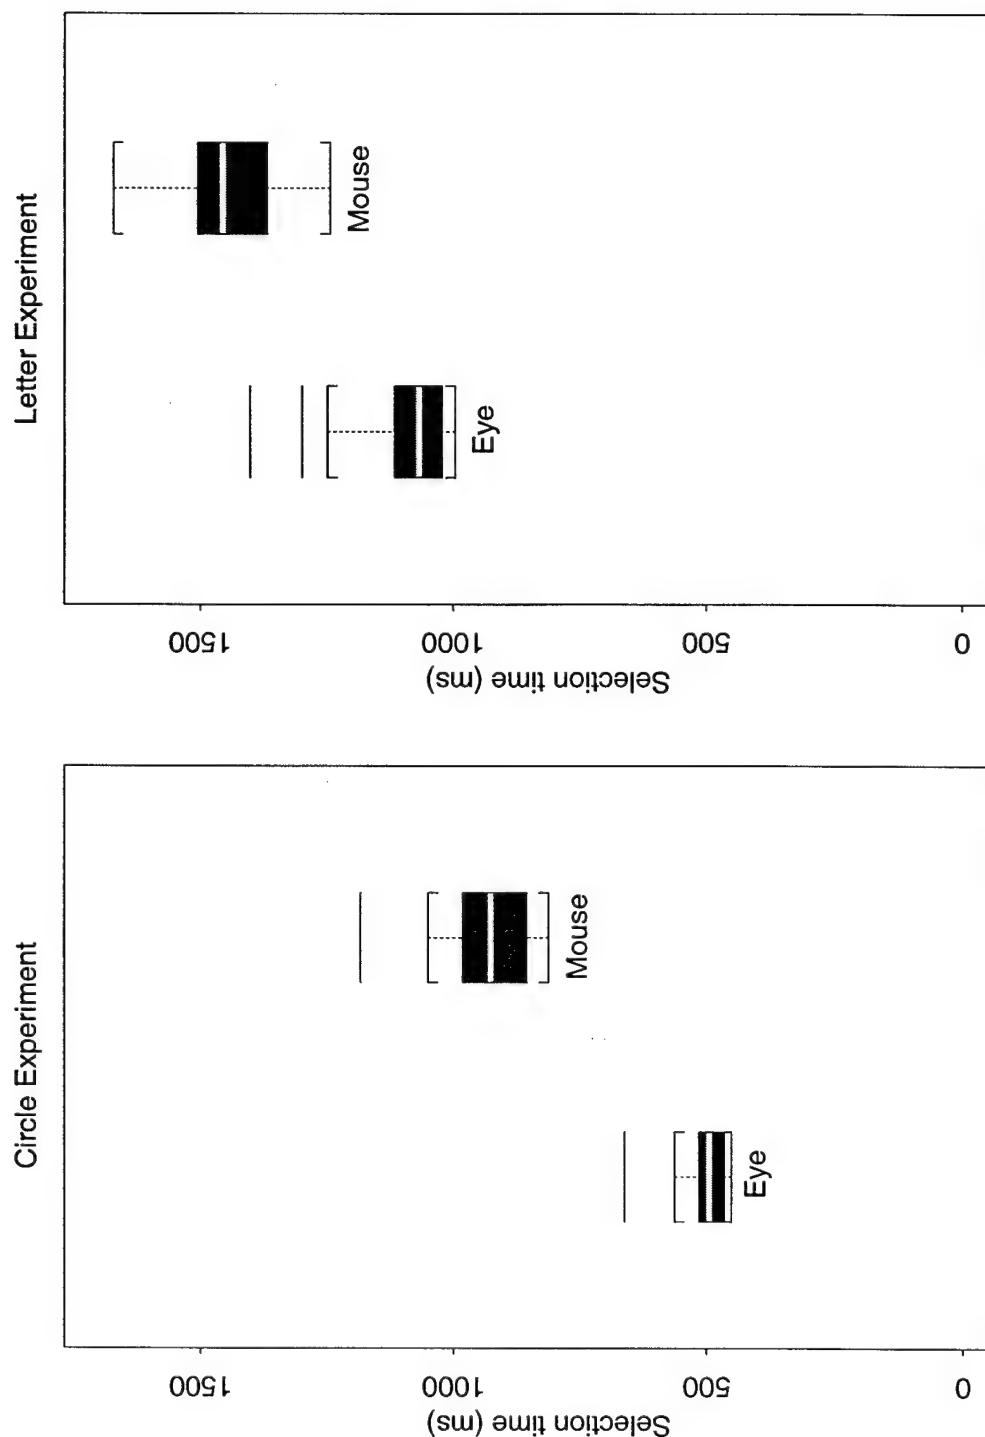 Circle Experiment
Selection time (ms)
1500
1000
500
0
Eye
Mouse
Letter Experiment
Selection time (ms)
1500
1000
500
0
Eye
Mouse